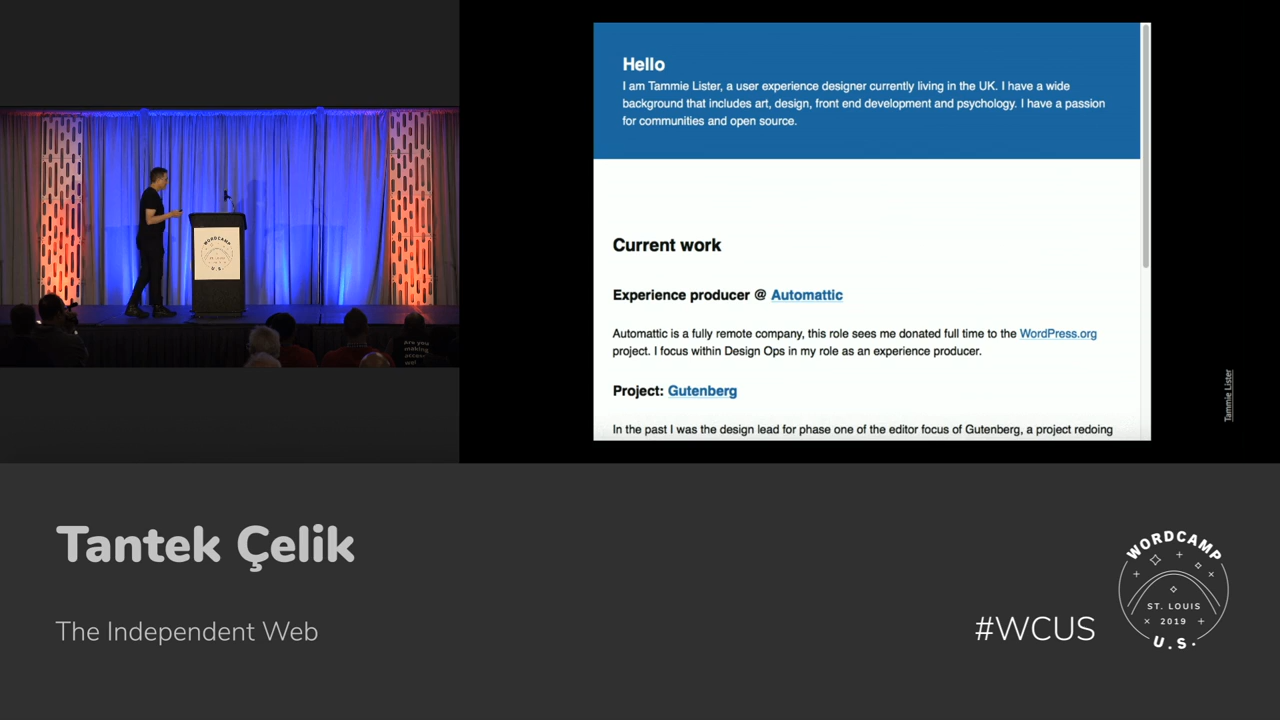 Hello
I am Tammie Lister, a user experience designer currently living in the UK. I have a wide
background that includes art, design, front end development and psychology. I have a passion
for communities and open source.
Current work
Experience producer @ Automattic
Automattic is a fully remote company, this role sees me donated full time to the WordPress.org
project. I focus within Design Ops in my role as an experience producer.
Project: Gutenberg
In the past I was the design lead for phase one of the editor focus of Gutenberg, a project redoing
Tammie Lister
WORDCAMP
U.S.
Are you
making
Tantek Çelik
The Independent Web
#WCUS
WORDCAMP
ST. LOUIS
2019
U.S.